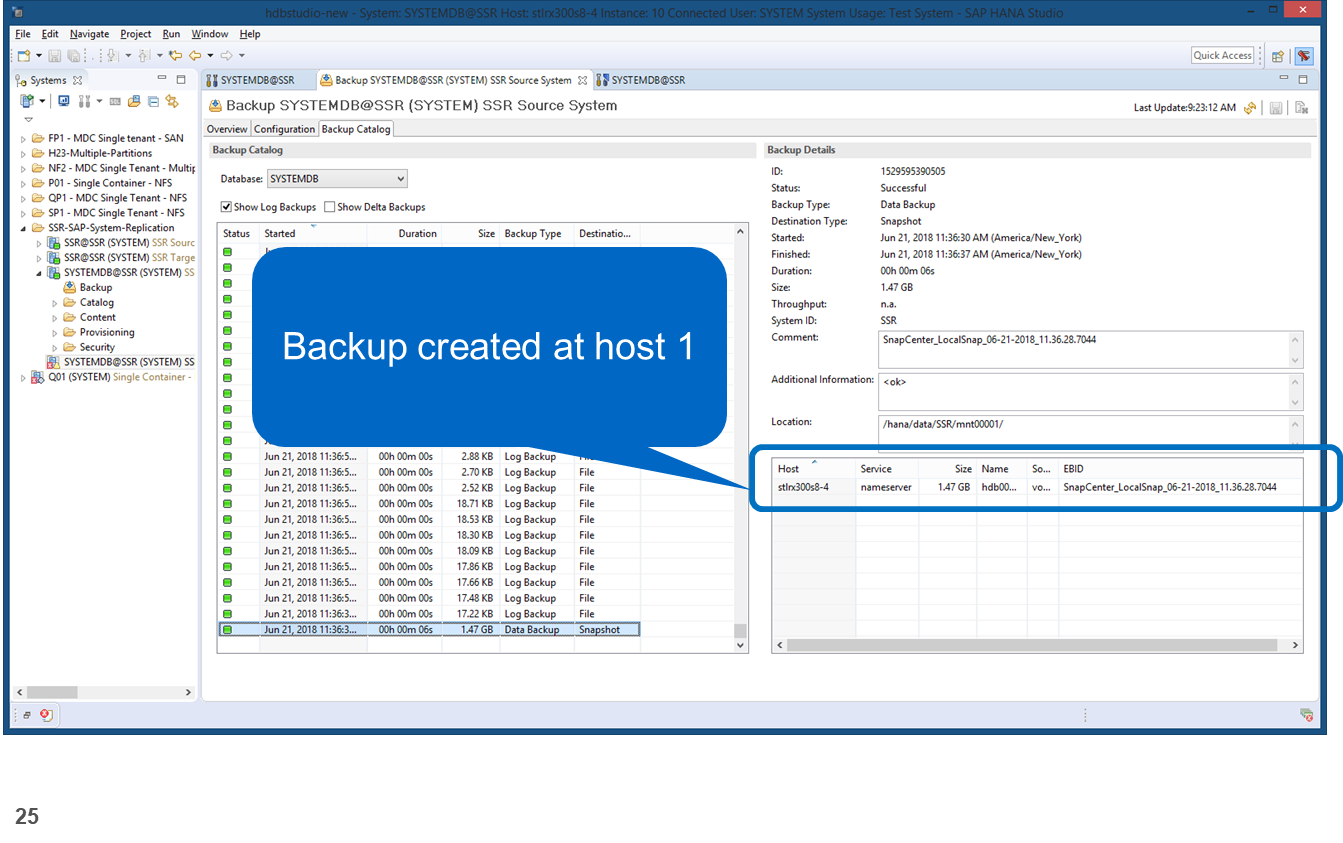 hdbstudio-new - System: SYSTEMDB@SSR Host: stlrx300s8-4 Instance: 10 Connected User: SYSTEM System Usage: Test System - SAP HANA Studio
File Edit Navigate Project Run Window Help
Quick Access
Systems
FP1 - MDC Single tenant - SAN
H23-Multiple-Partitions
NF2 - MDC Single Tenant - Multip
P01 - Single Container - NFS
QP1 - MDC Single Tenant - NFS
SP1 - MDC Single Tenant - NFS
SSR-SAP-System-Replication
SSR@SSR (SYSTEM) SSR Sourc
SSR@SSR (SYSTEM) SSR Targe
SYSTEMDB@SSR (SYSTEM) SS
Backup
Catalog
Content
Provisioning
Security
SYSTEMDB@SSR (SYSTEM) SS
Q01 (SYSTEM) Single Container -
SYSTEMDB@SSR Backup SYSTEMDB@SSR (SYSTEM) SSR Source System SYSTEMDB@SSR
Backup SYSTEMDB@SSR (SYSTEM) SSR Source System
Last Update:9:23:12 AM
Overview Configuration Backup Catalog
Backup Catalog
Database: SYSTEMDB
Show Log Backups Show Delta Backups
Status Started Duration Size Backup Type Destinatio...
Backup created at host 1
Jun 21, 2018 11:36:5... 00h 00m 00s 2.88 KB Log Backup
Jun 21, 2018 11:36:5... 00h 00m 00s 2.70 KB Log Backup File
Jun 21, 2018 11:36:5... 00h 00m 00s 2.52 KB Log Backup File
Jun 21, 2018 11:36:5... 00h 00m 00s 18.71 KB Log Backup File
Jun 21, 2018 11:36:5... 00h 00m 00s 18.53 KB Log Backup File
Jun 21, 2018 11:36:5... 00h 00m 00s 18.30 KB Log Backup File
Jun 21, 2018 11:36:5... 00h 00m 00s 18.09 KB Log Backup File
Jun 21, 2018 11:36:5... 00h 00m 00s 17.86 KB Log Backup File
Jun 21, 2018 11:36:5... 00h 00m 00s 17.66 KB Log Backup File
Jun 21, 2018 11:36:5... 00h 00m 00s 17.48 KB Log Backup File
Jun 21, 2018 11:36:3... 00h 00m 00s 17.22 KB Log Backup File
Jun 21, 2018 11:36:3... 00h 00m 06s 1.47 GB Data Backup Snapshot
Backup Details
ID: 1529595390505
Status: Successful
Backup Type: Data Backup
Destination Type: Snapshot
Started: Jun 21, 2018 11:36:30 AM (America/New_York)
Finished: Jun 21, 2018 11:36:37 AM (America/New_York)
Duration: 00h 00m 06s
Size: 1.47 GB
Throughput: n.a.
System ID: SSR
Comment: SnapCenter_LocalSnap_06-21-2018_11.36.28.7044
Additional Information: <ok>
Location: /hana/data/SSR/mnt00001/
Host Service Size Name So... EBID
stlrx300s8-4 nameserver 1.47 GB hdb00... vo... SnapCenter_LocalSnap_06-21-2018_11.36.28.7044
25